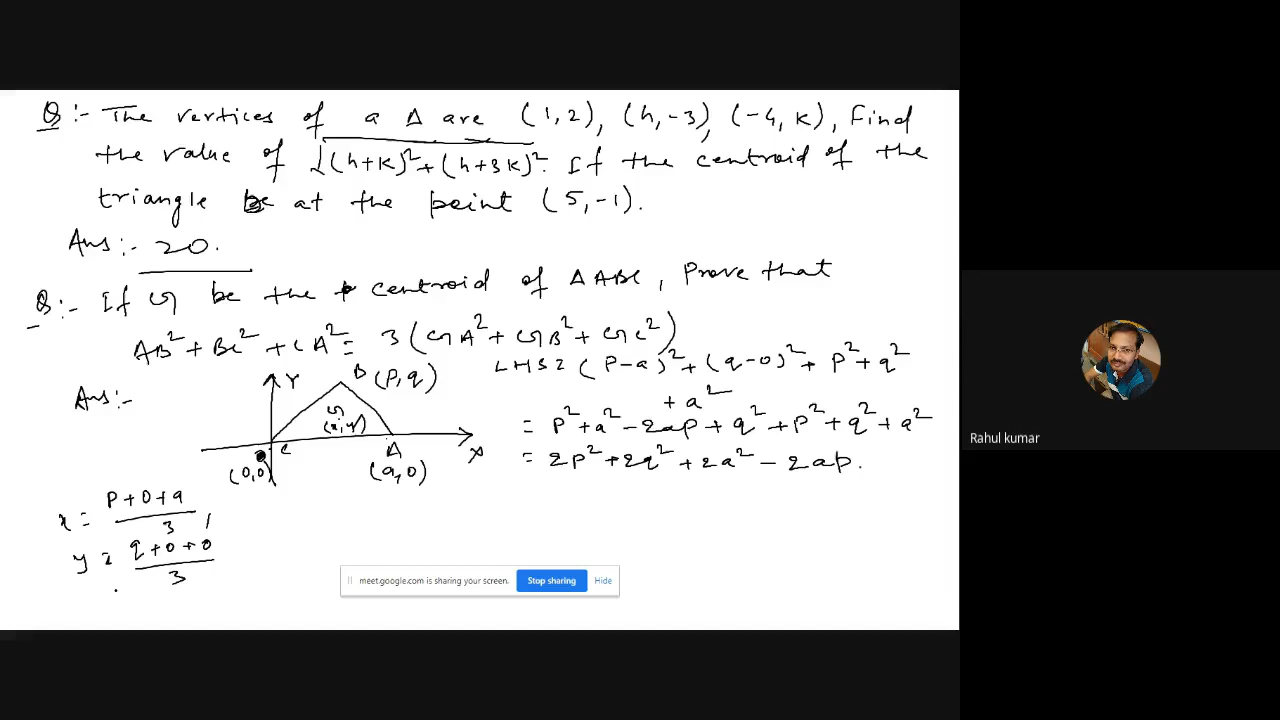 Q :- The vertices of a Δ are (1,2), (h,-3), (-4,k), Find
the value of √(h+k)²+(h+3k)². If the centroid of the
triangle be at the point (5,-1).
Ans :- 20.
Q :- If G be the centroid of ΔABC, Prove that
AB²+BC²+CA²= 3(GA²+GB²+GC²)
LHS = (P-a)²+(q-0)²+P²+q²
+a²
Ans :-
Y
B (P,q)
G
(x,y)
C
A
X
(0,0)
(a,0)
= P²+a²-2ap+q²+P²+q²+a²
= 2p²+2q²+2a²-2ap.
x = P+0+a/3,
y = q+0+0/3
meet.google.com is sharing your screen. Stop sharing Hide
Rahul kumar